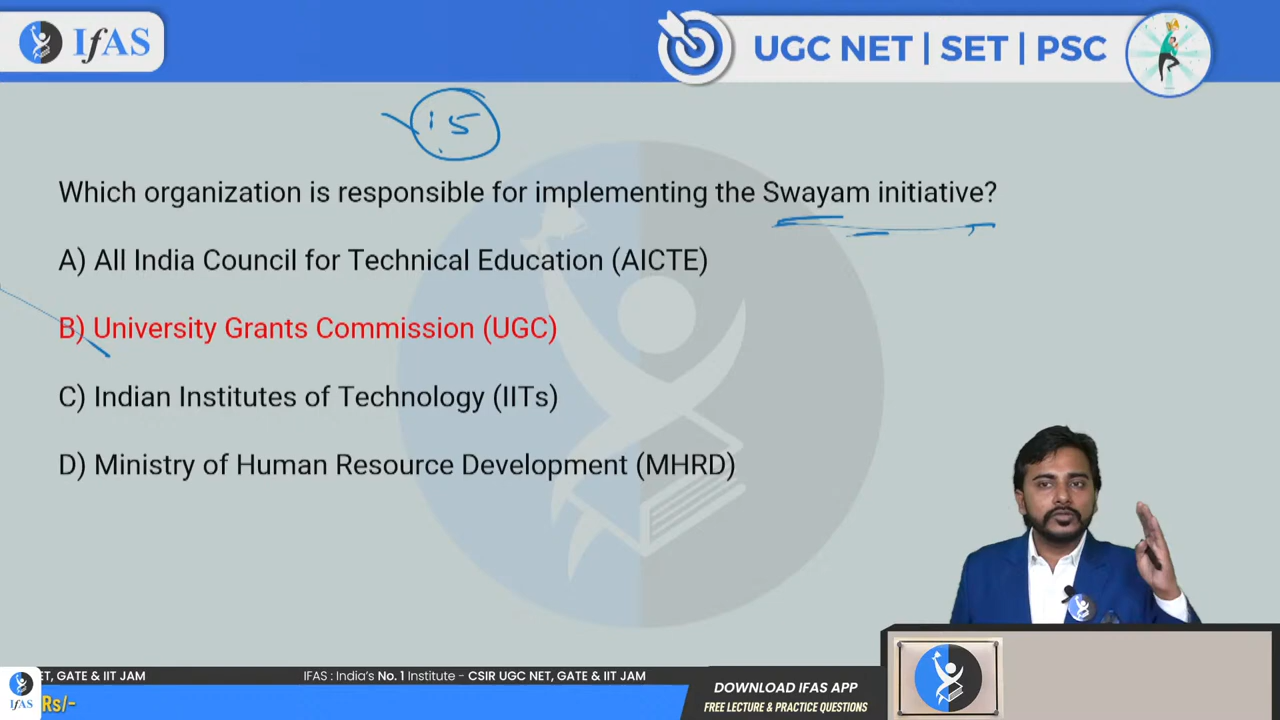 IfAS
UGC NET | SET | PSC
15
Which organization is responsible for implementing the Swayam initiative?
A) All India Council for Technical Education (AICTE)
B) University Grants Commission (UGC)
C) Indian Institutes of Technology (IITs)
D) Ministry of Human Resource Development (MHRD)
ET, GATE & IIT JAM
IFAS : India's No. 1 Institute - CSIR UGC NET, GATE & IIT JAM
DOWNLOAD IFAS APP
FREE LECTURE & PRACTICE QUESTIONS
IfAS
Rs/-